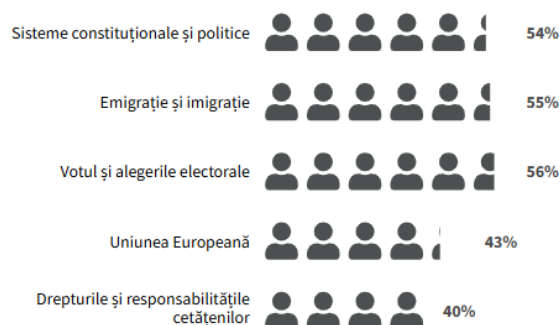 Sisteme constituționale și politice 54%
Emigrație și imigrație 55%
Votul și alegerile electorale 56%
Uniunea Europeană 43%
Drepturile și responsabilitățile
cetățenilor 40%